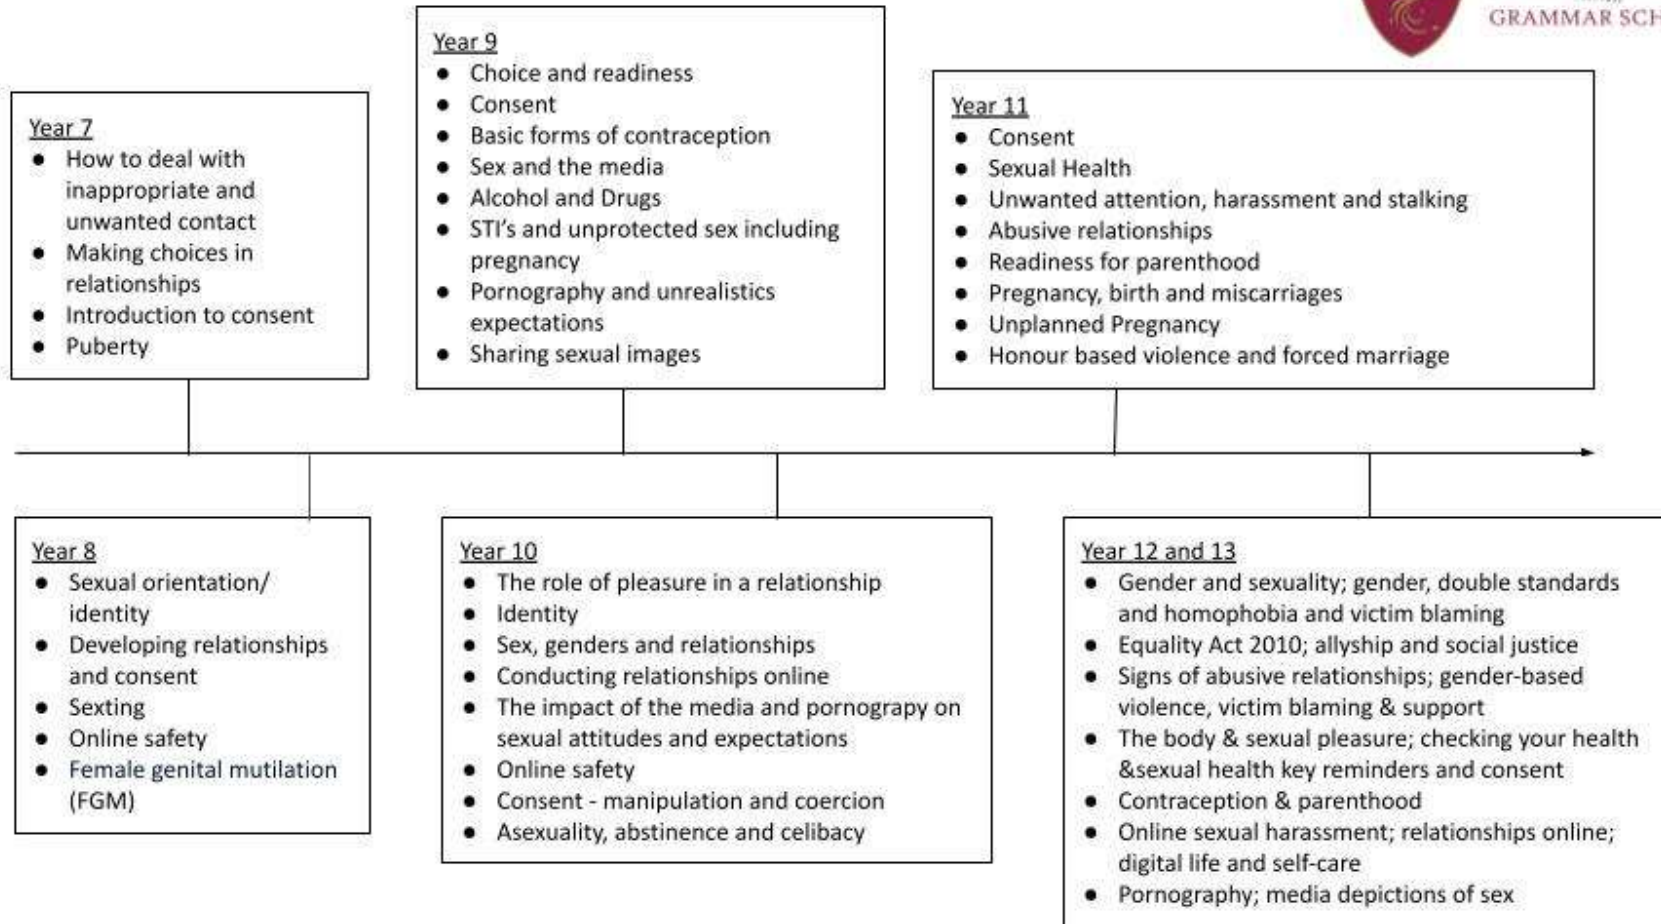 GRAMMAR SCH
Year 7
● How to deal with
inappropriate and
unwanted contact
● Making choices in
relationships
● Introduction to consent
● Puberty
Year 9
● Choice and readiness
● Consent
● Basic forms of contraception
● Sex and the media
● Alcohol and Drugs
● STI's and unprotected sex including
pregnancy
● Pornography and unrealistics
expectations
● Sharing sexual images
Year 11
● Consent
● Sexual Health
● Unwanted attention, harassment and stalking
● Abusive relationships
● Readiness for parenthood
● Pregnancy, birth and miscarriages
● Unplanned Pregnancy
● Honour based violence and forced marriage
Year 8
● Sexual orientation/
identity
● Developing relationships
and consent
● Sexting
● Online safety
● Female genital mutilation
(FGM)
Year 10
● The role of pleasure in a relationship
● Identity
● Sex, genders and relationships
● Conducting relationships online
● The impact of the media and pornograpy on
sexual attitudes and expectations
● Online safety
● Consent - manipulation and coercion
● Asexuality, abstinence and celibacy
Year 12 and 13
● Gender and sexuality; gender, double standards
and homophobia and victim blaming
● Equality Act 2010; allyship and social justice
● Signs of abusive relationships; gender-based
violence, victim blaming & support
● The body & sexual pleasure; checking your health
&sexual health key reminders and consent
● Contraception & parenthood
● Online sexual harassment; relationships online;
digital life and self-care
● Pornography; media depictions of sex